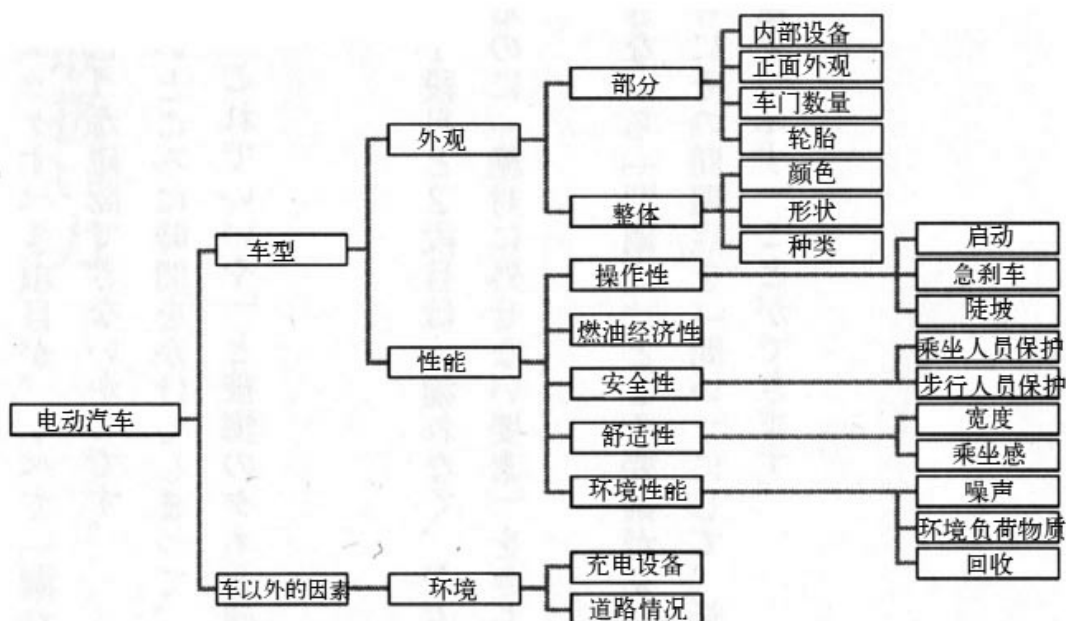 内部设备
正面外观
部分
车门数量
外观
轮胎
颜色
整体
形状
车型
种类
启动
操作性
急刹车
燃油经济性
陡坡
性能
乘坐人员保护
安全性
步行人员保护
电动汽车
宽度
舒适性
乘坐感
环境性能
噪声
环境负荷物质
充电设备
回收
车以外的因素
环境
道路情况